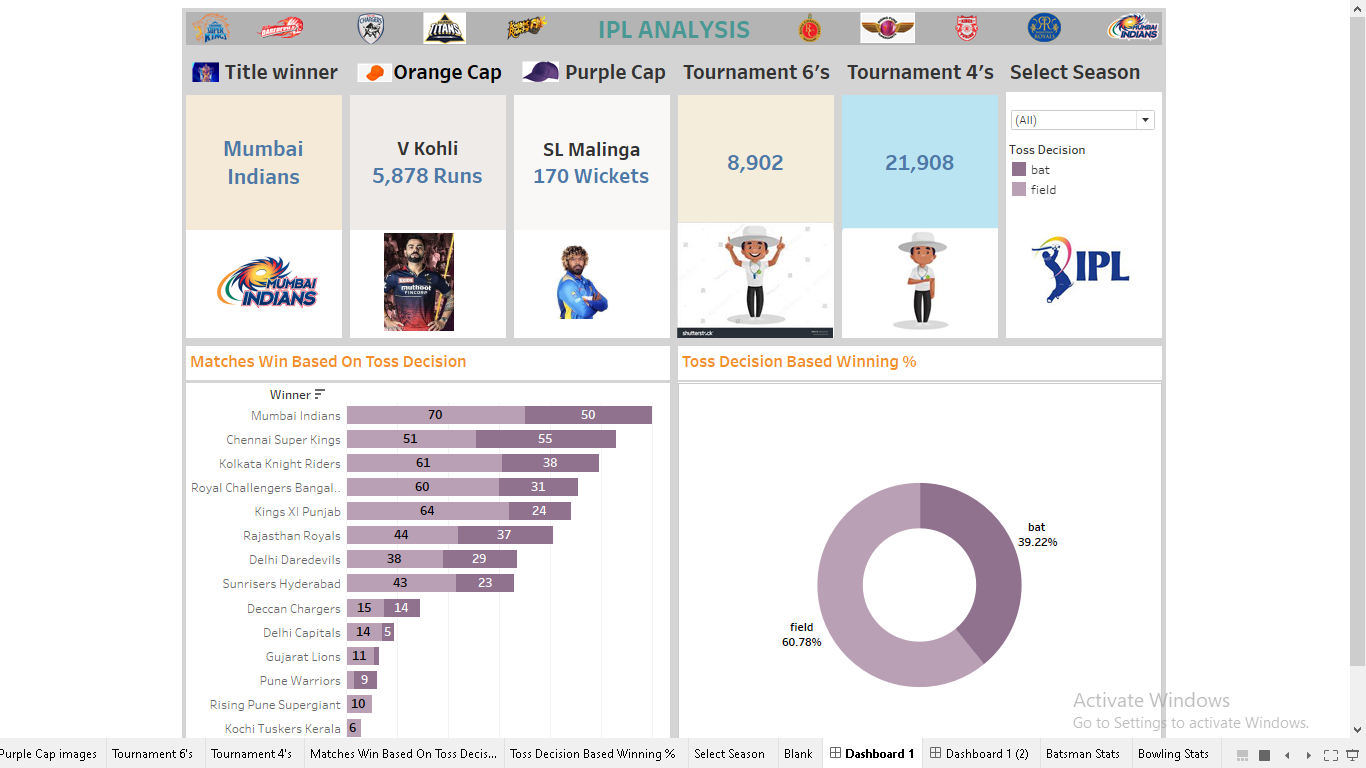 IPL ANALYSIS
Title winner
Orange Cap
Purple Cap
Tournament 6's
Tournament 4's
Select Season
Mumbai
Indians
V Kohli
5,878 Runs
SL Malinga
170 Wickets
8,902
21,908
(All)
Toss Decision
bat
field
MUMBAI
INDIANS
muthoot
FINCORP
shutterstock
IPL
Matches Win Based On Toss Decision
Toss Decision Based Winning %
Winner
Mumbai Indians 70 50
Chennai Super Kings 51 55
Kolkata Knight Riders 61 38
Royal Challengers Bangal.. 60 31
Kings XI Punjab 64 24
Rajasthan Royals 44 37
Delhi Daredevils 38 29
Sunrisers Hyderabad 43 23
Deccan Chargers 15 14
Delhi Capitals 14 5
Gujarat Lions 11
Pune Warriors 9
Rising Pune Supergiant 10
Kochi Tuskers Kerala 6
bat
39.22%
field
60.78%
Activate Windows
Go to Settings to activate Windows.
Purple Cap images
Tournament 6's
Tournament 4's
Matches Win Based On Toss Decis...
Toss Decision Based Winning %
Select Season
Blank
Dashboard 1
Dashboard 1 (2)
Batsman Stats
Bowling Stats